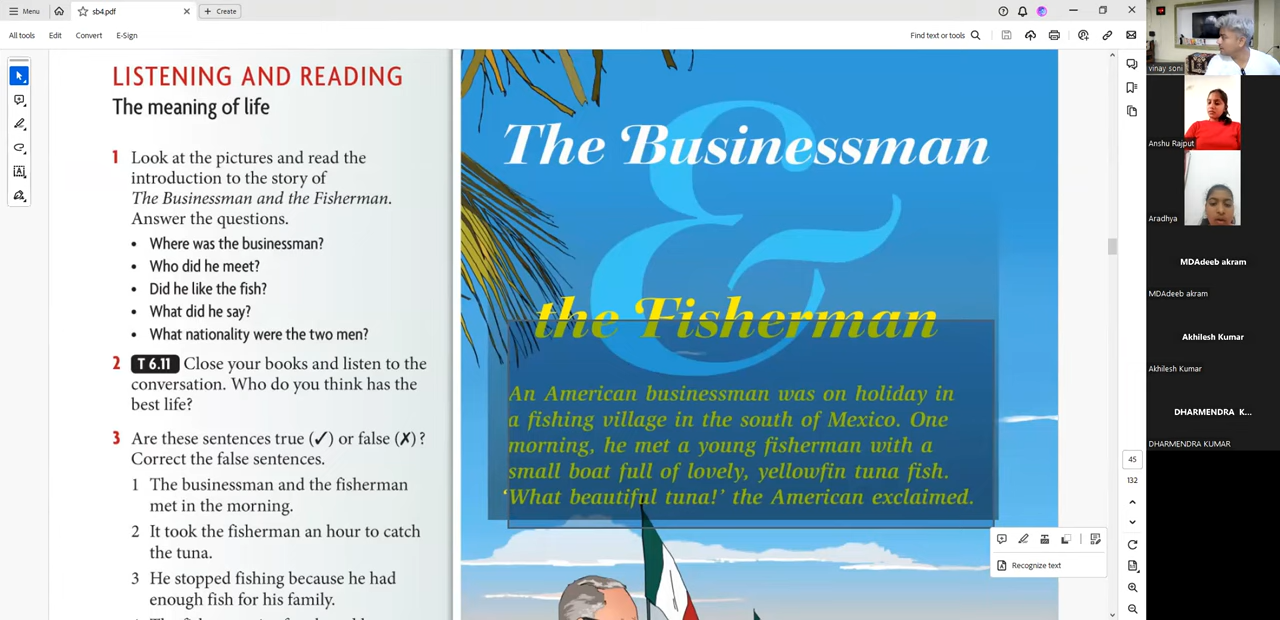 Menu
sb4.pdf
Create
All tools
Edit
Convert
E-Sign
Find text or tools
LISTENING AND READING
The meaning of life
1 Look at the pictures and read the
introduction to the story of
The Businessman and the Fisherman.
Answer the questions.
• Where was the businessman?
• Who did he meet?
• Did he like the fish?
• What did he say?
• What nationality were the two men?
2 T 6.11 Close your books and listen to the
conversation. Who do you think has the
best life?
3 Are these sentences true (✓) or false (✗)?
Correct the false sentences.
1 The businessman and the fisherman
met in the morning.
2 It took the fisherman an hour to catch
the tuna.
3 He stopped fishing because he had
enough fish for his family.
The Businessman
&
the Fisherman
An American businessman was on holiday in
a fishing village in the south of Mexico. One
morning, he met a young fisherman with a
small boat full of lovely, yellowfin tuna fish.
‘What beautiful tuna!’ the American exclaimed.
Recognize text
45
132
vinay soni
Anshu Rajput
Aradhya
MDAdeeb akram
MDAdeeb akram
Akhilesh Kumar
Akhilesh Kumar
DHARMENDRA K...
DHARMENDRA KUMAR